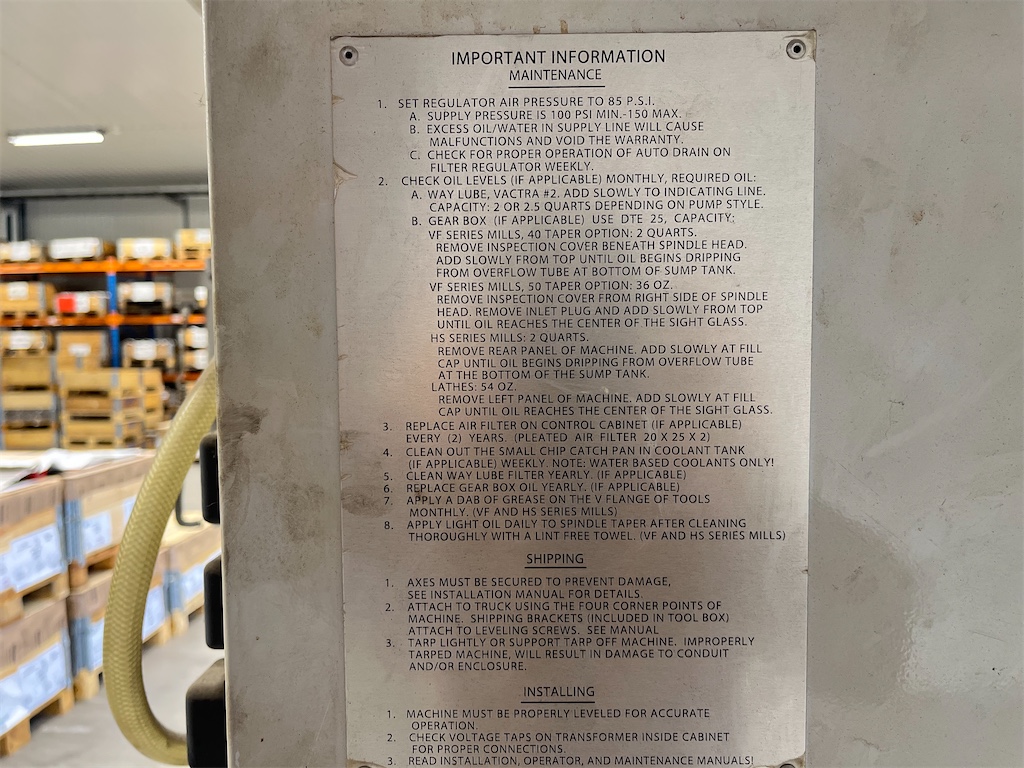 IMPORTANT INFORMATION
MAINTENANCE
1. SET REGULATOR AIR PRESSURE TO 85 P.S.I.
A. SUPPLY PRESSURE IS 100 PSI MIN.-150 MAX.
B. EXCESS OIL/WATER IN SUPPLY LINE WILL CAUSE
MALFUNCTIONS AND VOID THE WARRANTY.
C. CHECK FOR PROPER OPERATION OF AUTO DRAIN ON
FILTER REGULATOR WEEKLY.
2. CHECK OIL LEVELS (IF APPLICABLE) MONTHLY, REQUIRED OIL:
A. WAY LUBE, VACTRA #2. ADD SLOWLY TO INDICATING LINE.
CAPACITY: 2 OR 2.5 QUARTS DEPENDING ON PUMP STYLE.
B. GEAR BOX (IF APPLICABLE) USE DTE 25, CAPACITY;
VF SERIES MILLS, 40 TAPER OPTION: 2 QUARTS.
REMOVE INSPECTION COVER BENEATH SPINDLE HEAD.
ADD SLOWLY FROM TOP UNTIL OIL BEGINS DRIPPING
FROM OVERFLOW TUBE AT BOTTOM OF SUMP TANK.
VF SERIES MILLS, 50 TAPER OPTION: 36 OZ.
REMOVE INSPECTION COVER FROM RIGHT SIDE OF SPINDLE
HEAD. REMOVE INLET PLUG AND ADD SLOWLY FROM TOP
UNTIL OIL REACHES THE CENTER OF THE SIGHT GLASS.
HS SERIES MILLS: 2 QUARTS.
REMOVE REAR PANEL OF MACHINE. ADD SLOWLY AT FILL
CAP UNTIL OIL BEGINS DRIPPING FROM OVERFLOW TUBE
AT THE BOTTOM OF THE SUMP TANK.
LATHES: 54 OZ.
REMOVE LEFT PANEL OF MACHINE. ADD SLOWLY AT FILL
CAP UNTIL OIL REACHES THE CENTER OF THE SIGHT GLASS.
3. REPLACE AIR FILTER ON CONTROL CABINET (IF APPLICABLE)
EVERY (2) YEARS. (PLEATED AIR FILTER 20 X 25 X 2)
4. CLEAN OUT THE SMALL CHIP CATCH PAN IN COOLANT TANK
(IF APPLICABLE) WEEKLY. NOTE: WATER BASED COOLANTS ONLY!
5. CLEAN WAY LUBE FILTER YEARLY. (IF APPLICABLE)
6. REPLACE GEAR BOX OIL YEARLY. (IF APPLICABLE)
7. APPLY A DAB OF GREASE ON THE V FLANGE OF TOOLS
MONTHLY. (VF AND HS SERIES MILLS)
8. APPLY LIGHT OIL DAILY TO SPINDLE TAPER AFTER CLEANING
THOROUGHLY WITH A LINT FREE TOWEL. (VF AND HS SERIES MILLS)
SHIPPING
1. AXES MUST BE SECURED TO PREVENT DAMAGE,
SEE INSTALLATION MANUAL FOR DETAILS.
2. ATTACH TO TRUCK USING THE FOUR CORNER POINTS OF
MACHINE. SHIPPING BRACKETS (INCLUDED IN TOOL BOX)
ATTACH TO LEVELING SCREWS. SEE MANUAL
3. TARP LIGHTLY OR SUPPORT TARP OFF MACHINE. IMPROPERLY
TARPED MACHINE, WILL RESULT IN DAMAGE TO CONDUIT
AND/OR ENCLOSURE.
INSTALLING
1. MACHINE MUST BE PROPERLY LEVELED FOR ACCURATE
OPERATION.
2. CHECK VOLTAGE TAPS ON TRANSFORMER INSIDE CABINET
FOR PROPER CONNECTIONS.
3. READ INSTALLATION, OPERATOR, AND MAINTENANCE MANUALS!